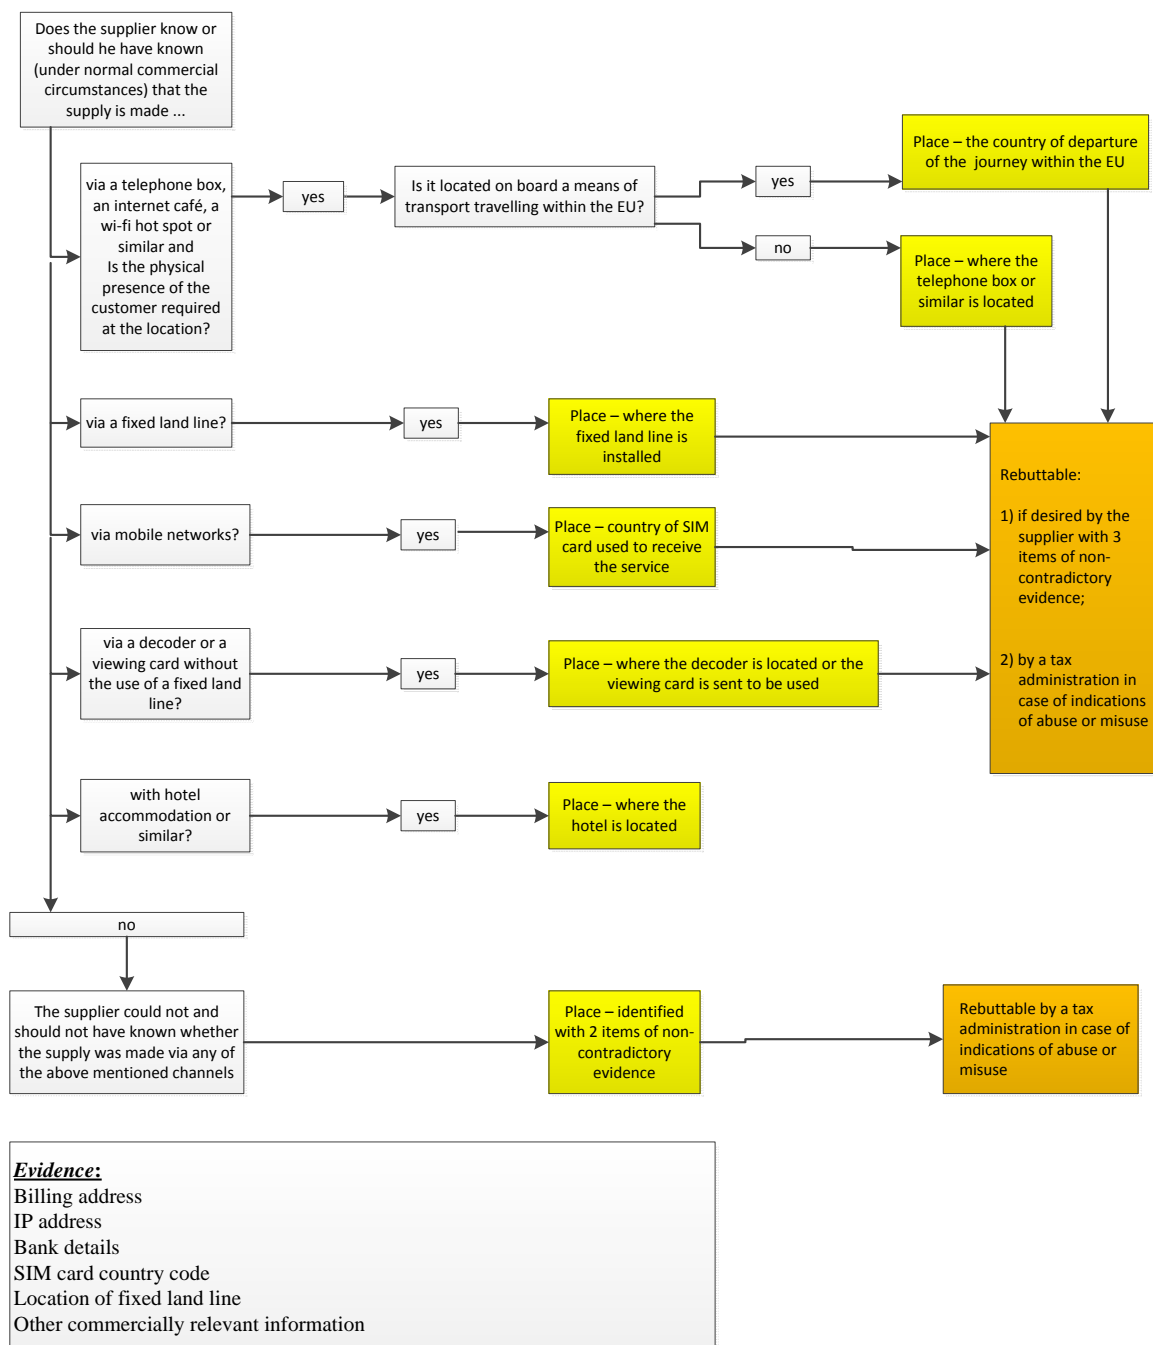 Does the supplier know or
should he have known
(under normal commercial
circumstances) that the
supply is made ...
via a telephone box,
an internet café, a
wi-fi hot spot or
similar and
Is the physical
presence of the
customer required
at the location?
yes
Is it located on board a means of
transport travelling within the EU?
yes
Place – the country of departure
of the journey within the EU
no
Place – where the
telephone box or
similar is located
via a fixed land line?
yes
Place – where the
fixed land line is
installed
via mobile networks?
yes
Place – country of SIM
card used to receive
the service
via a decoder or a
viewing card without
the use of a fixed land
line?
yes
Place – where the decoder is located or the
viewing card is sent to be used
Rebuttable:
1) if desired by the
supplier with 3
items of non-
contradictory
evidence;
2) by a tax
administration in
case of indications
of abuse or misuse
with hotel
accommodation or
similar?
yes
Place – where the
hotel is located
no
The supplier could not and
should not have known whether
the supply was made via any of
the above mentioned channels
Place – identified
with 2 items of non-
contradictory
evidence
Rebuttable by a tax
administration in case of
indications of abuse or
misuse
Evidence:
Billing address
IP address
Bank details
SIM card country code
Location of fixed land line
Other commercially relevant information